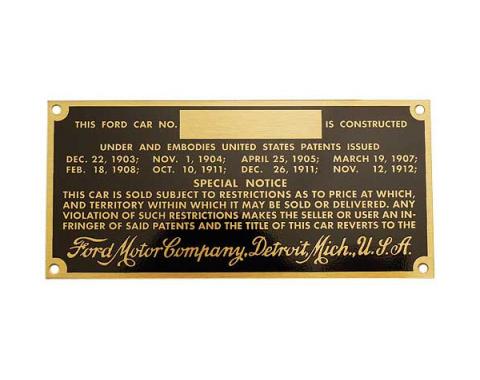 THIS FORD CAR NO. IS CONSTRUCTED
UNDER AND EMBODIES UNITED STATES PATENTS ISSUED
DEC. 22, 1903; NOV. 1, 1904; APRIL 25, 1905; MARCH 19, 1907;
FEB. 18, 1908; OCT. 10, 1911; DEC. 26, 1911; NOV. 12, 1912;
SPECIAL NOTICE
THIS CAR IS SOLD SUBJECT TO RESTRICTIONS AS TO PRICE AT WHICH,
AND TERRITORY WITHIN WHICH IT MAY BE SOLD OR DELIVERED. ANY
VIOLATION OF SUCH RESTRICTIONS MAKES THE SELLER OR USER AN IN-
FRINGER OF SAID PATENTS AND THE TITLE OF THIS CAR REVERTS TO THE
Ford Motor Company, Detroit, Mich., U.S.A.